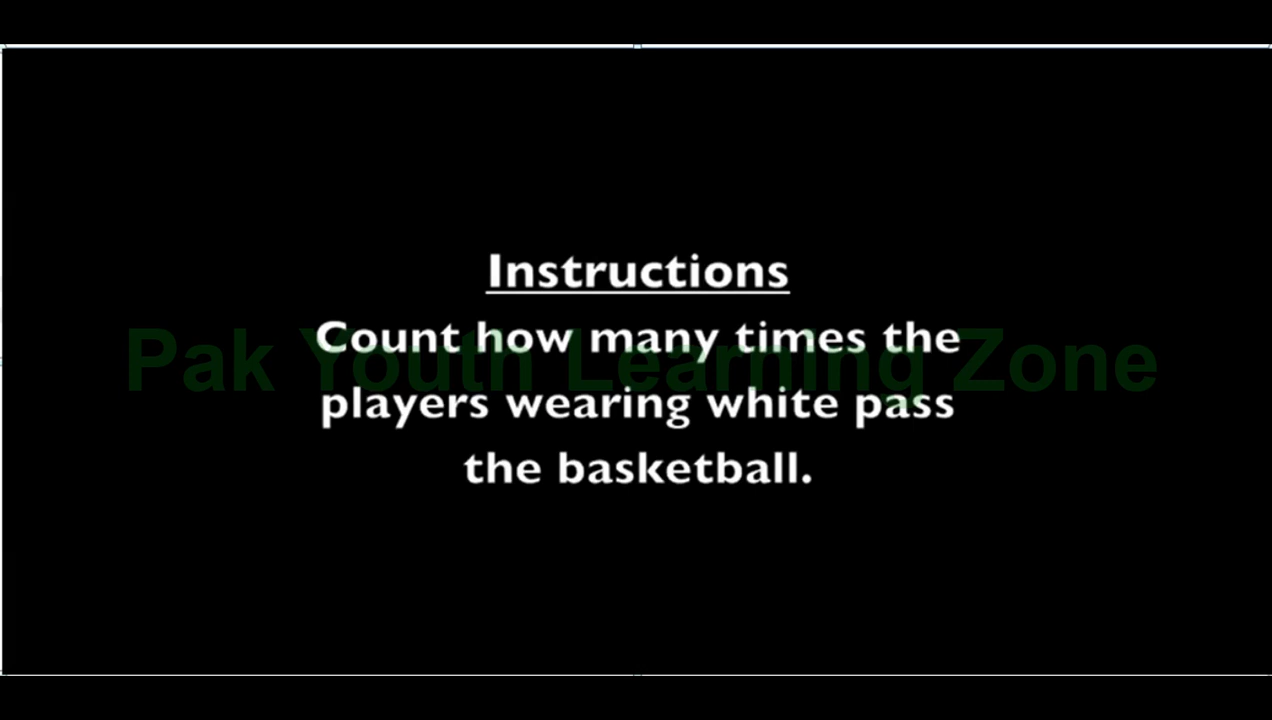 Instructions
Count how many times the
Pak Youth Learning Zone
players wearing white pass
the basketball.